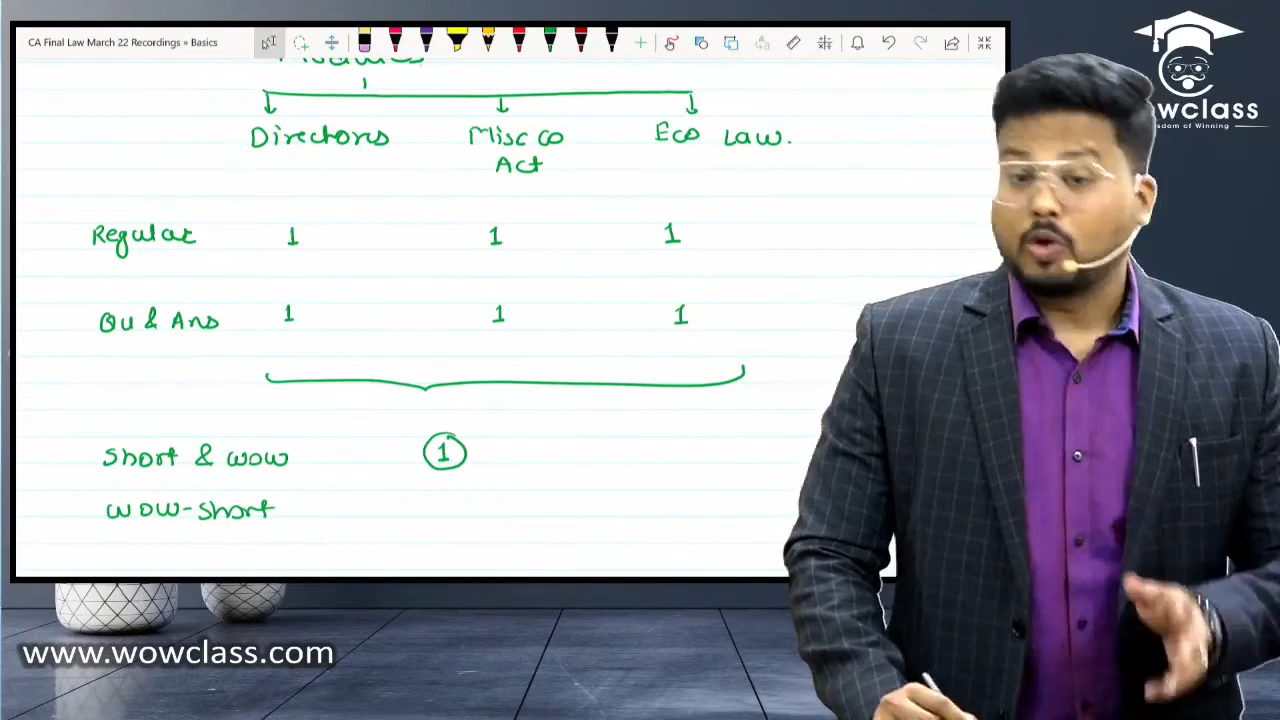 CA Final Law March 22 Recordings » Basics
Directors Misc co Eco Law.
Act
Regular 1 1 1
Qu & Ans 1 1 1
Short & wow 1
wow-short
wowclass
www.wowclass.com